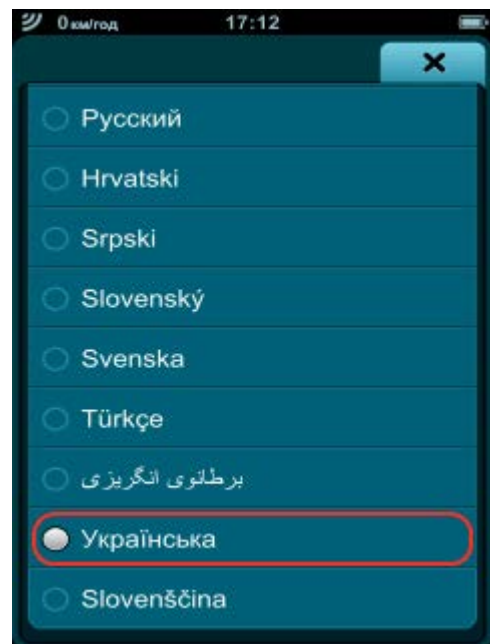 0 км/год 17:12
Русский
Hrvatski
Srpski
Slovenský
Svenska
Türkçe
برطانوی انگریزی
Українська
Slovenščina